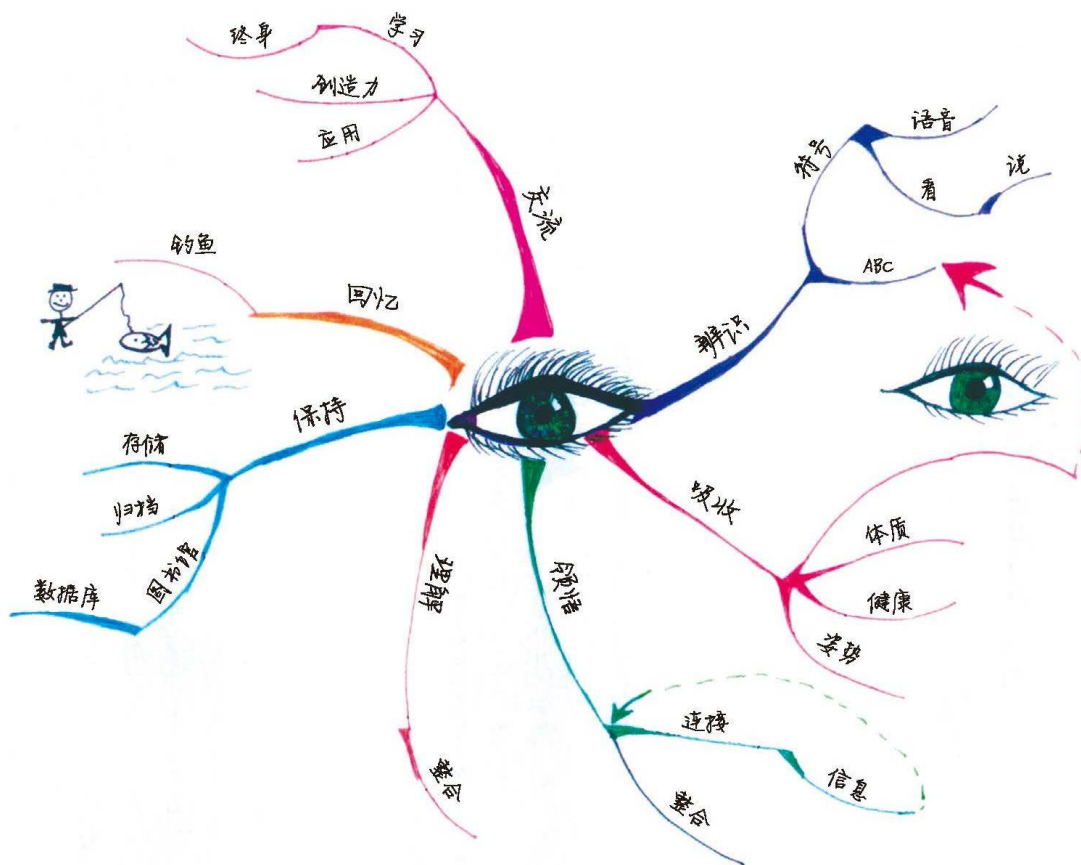 终身
学习
创造力
应用
交流
钓鱼
回忆
保持
存储
归档
图书馆
数据库
理解
整合
领悟
连接
信息
整合
吸收
体质
健康
姿势
辨识
ABC
符号
语音
看
说